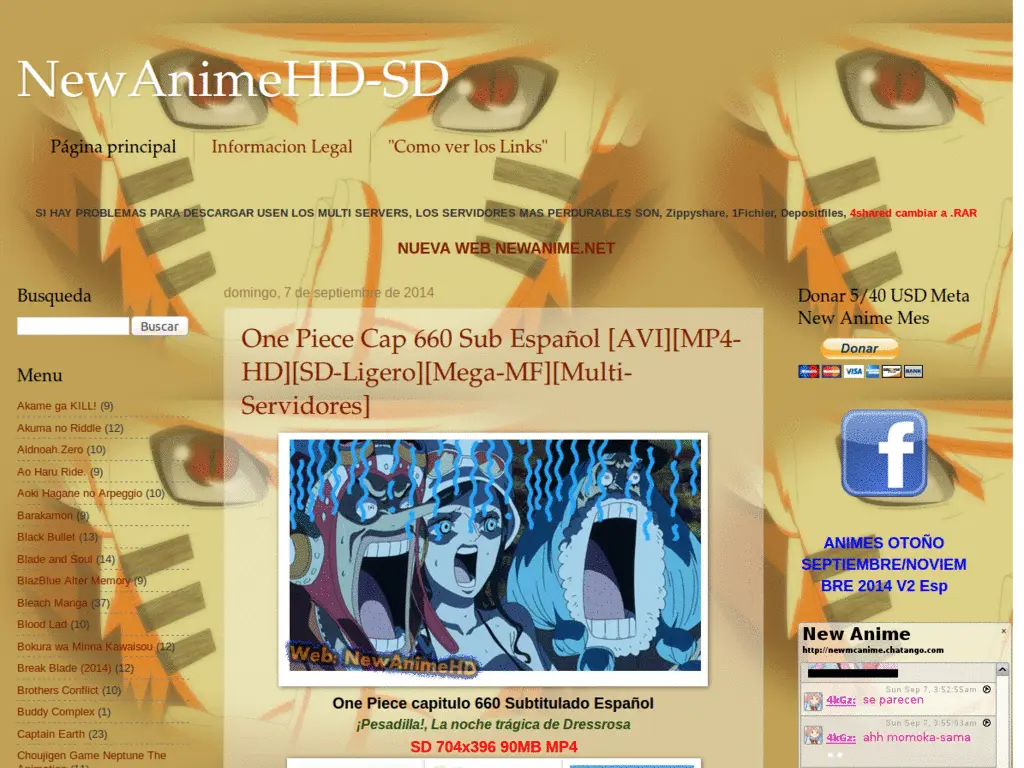 NewAnimeHD-SD
Página principal
Informacion Legal
"Como ver los Links"
SI HAY PROBLEMAS PARA DESCARGAR USEN LOS MULTI SERVERS, LOS SERVIDORES MAS PERDURABLES SON, Zippyshare, 1Fichier, Depositfiles, 4shared cambiar a .RAR
NUEVA WEB NEWANIME.NET
Busqueda
Buscar
Menu
Akame ga KILL! (9)
Akuma no Riddle (12)
Aldnoah.Zero (10)
Ao Haru Ride. (9)
Aoki Hagane no Arpeggio (10)
Barakamon (9)
Black Bullet (13)
Blade and Soul (14)
BlazBlue Alter Memory (9)
Bleach Manga (37)
Blood Lad (10)
Bokura wa Minna Kawaisou (12)
Break Blade (2014) (12)
Brothers Conflict (10)
Buddy Complex (1)
Captain Earth (23)
Choujigen Game Neptune The
domingo, 7 de septiembre de 2014
One Piece Cap 660 Sub Español [AVI][MP4-
HD][SD-Ligero][Mega-MF][Multi-
Servidores]
Web: NewAnimeHD
One Piece capitulo 660 Subtitulado Español
¡Pesadilla!, La noche trágica de Dressrosa
SD 704x396 90MB MP4
Donar 5/40 USD Meta
New Anime Mes
Donar
VISA
BANK
f
ANIMES OTOÑO
SEPTIEMBRE/NOVIEM
BRE 2014 V2 Esp
New Anime
http://newmcanime.chatango.com
Sun Sep 7, 3:52:55am
4kGz: se parecen
Sun Sep 7, 3:55:03am
4kGz: ahh momoka-sama